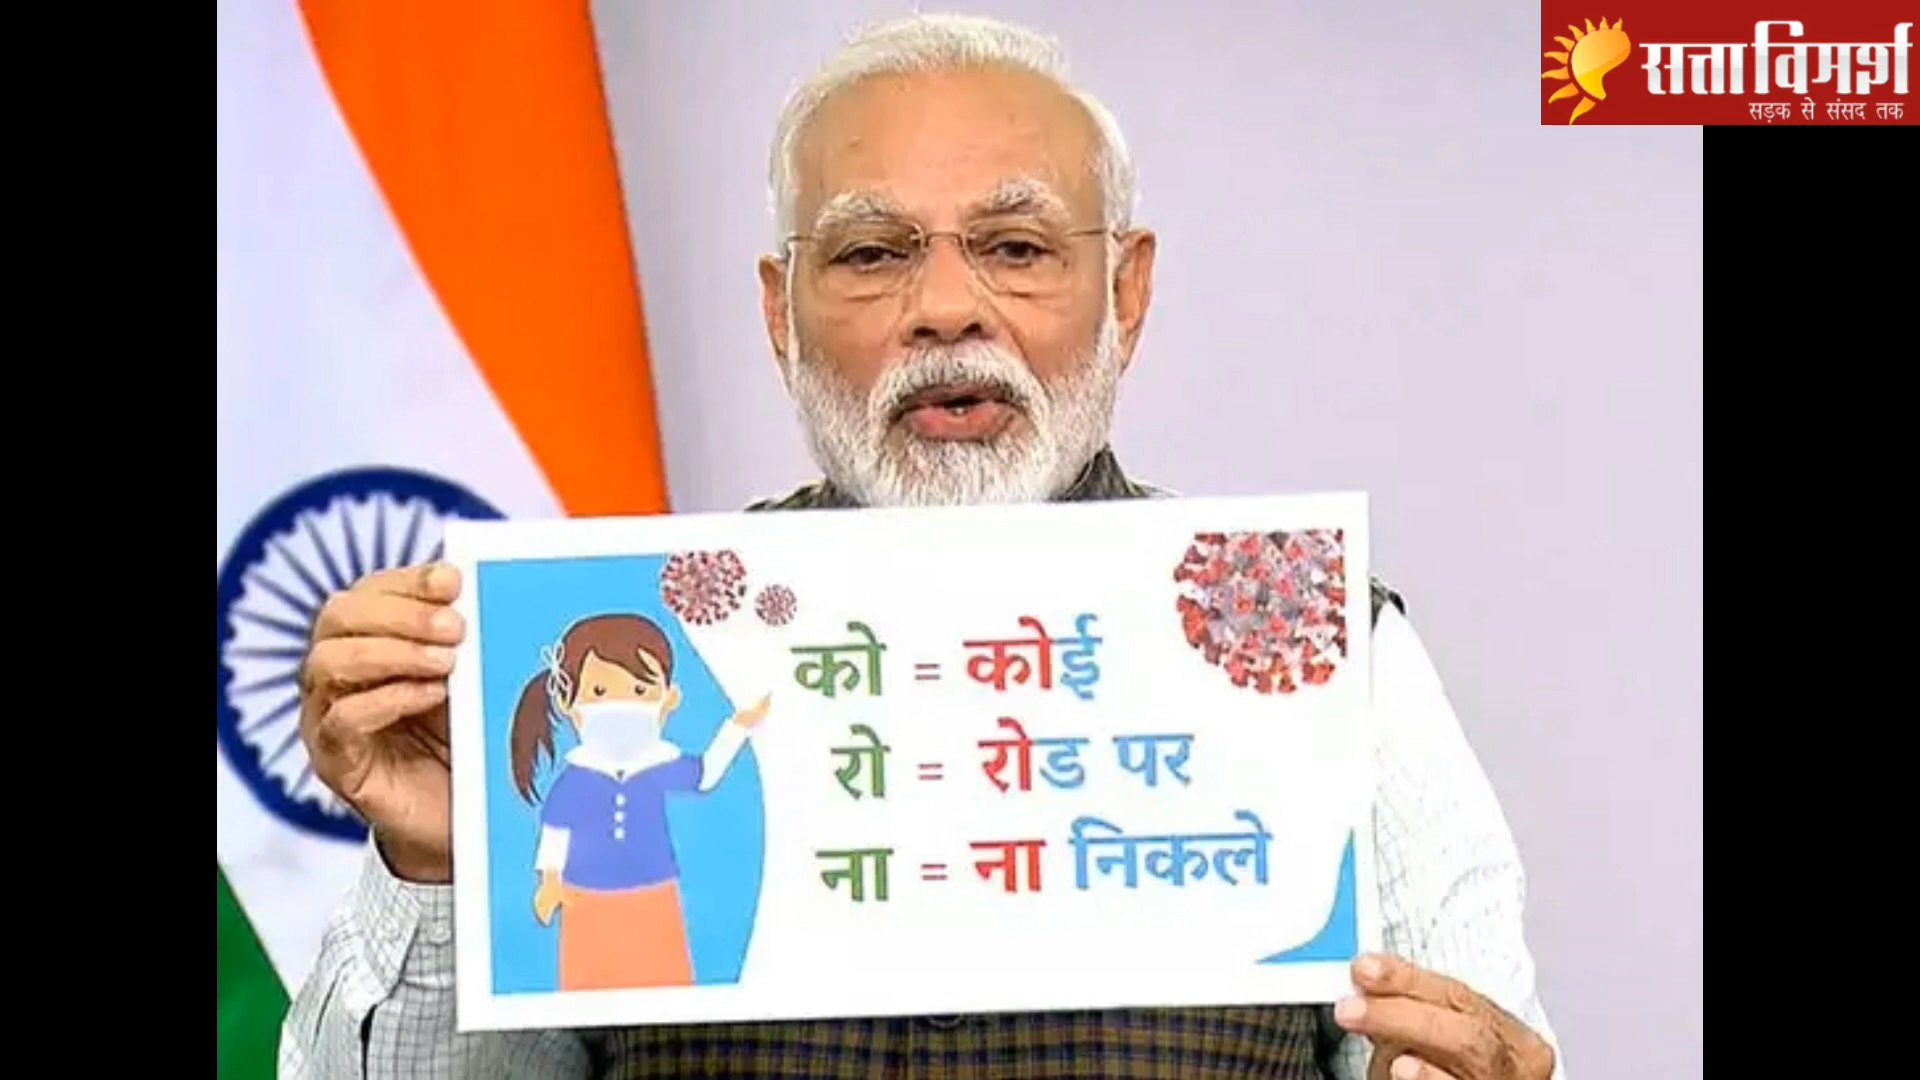 सत्ता विमर्श
सड़क से संसद तक
को = कोई
रो = रोड पर
ना = ना निकले